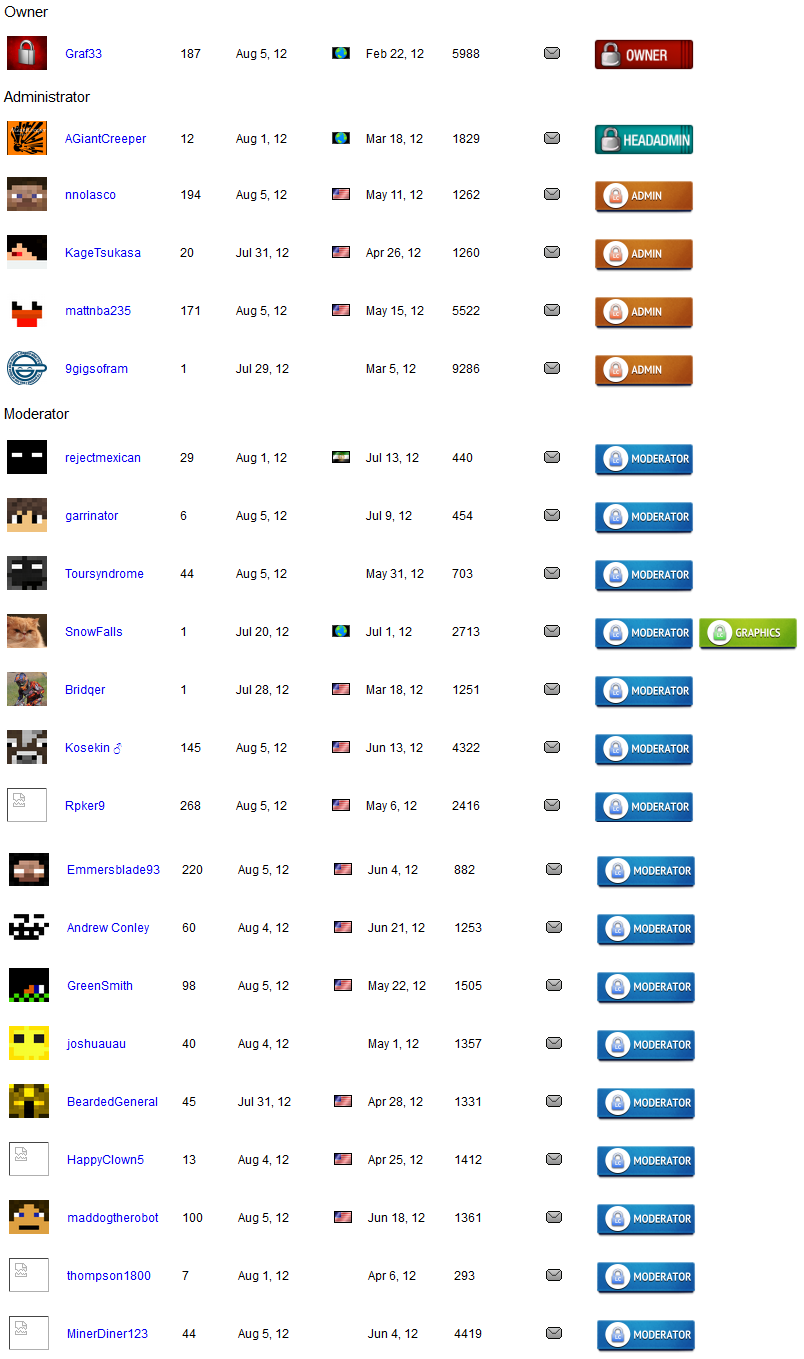 Owner
Graf33 187 Aug 5, 12 Feb 22, 12 5988 OWNER
Administrator
AGiantCreeper 12 Aug 1, 12 Mar 18, 12 1829 HEADADMIN
nnolasco 194 Aug 5, 12 May 11, 12 1262 ADMIN
KageTsukasa 20 Jul 31, 12 Apr 26, 12 1260 ADMIN
mattnba235 171 Aug 5, 12 May 15, 12 5522 ADMIN
9gigsofram 1 Jul 29, 12 Mar 5, 12 9286 ADMIN
Moderator
rejectmexican 29 Aug 1, 12 Jul 13, 12 440 MODERATOR
garrinator 6 Aug 5, 12 Jul 9, 12 454 MODERATOR
Toursyndrome 44 Aug 5, 12 May 31, 12 703 MODERATOR
SnowFalls 1 Jul 20, 12 Jul 1, 12 2713 MODERATOR GRAPHICS
Bridqer 1 Jul 28, 12 Mar 18, 12 1251 MODERATOR
Kosekin ♂ 145 Aug 5, 12 Jun 13, 12 4322 MODERATOR
Rpker9 268 Aug 5, 12 May 6, 12 2416 MODERATOR
Emmersblade93 220 Aug 5, 12 Jun 4, 12 882 MODERATOR
Andrew Conley 60 Aug 4, 12 Jun 21, 12 1253 MODERATOR
GreenSmith 98 Aug 5, 12 May 22, 12 1505 MODERATOR
joshuauau 40 Aug 4, 12 May 1, 12 1357 MODERATOR
BeardedGeneral 45 Jul 31, 12 Apr 28, 12 1331 MODERATOR
HappyClown5 13 Aug 4, 12 Apr 25, 12 1412 MODERATOR
maddogtherobot 100 Aug 5, 12 Jun 18, 12 1361 MODERATOR
thompson1800 7 Aug 1, 12 Apr 6, 12 293 MODERATOR
MinerDiner123 44 Aug 5, 12 Jun 4, 12 4419 MODERATOR